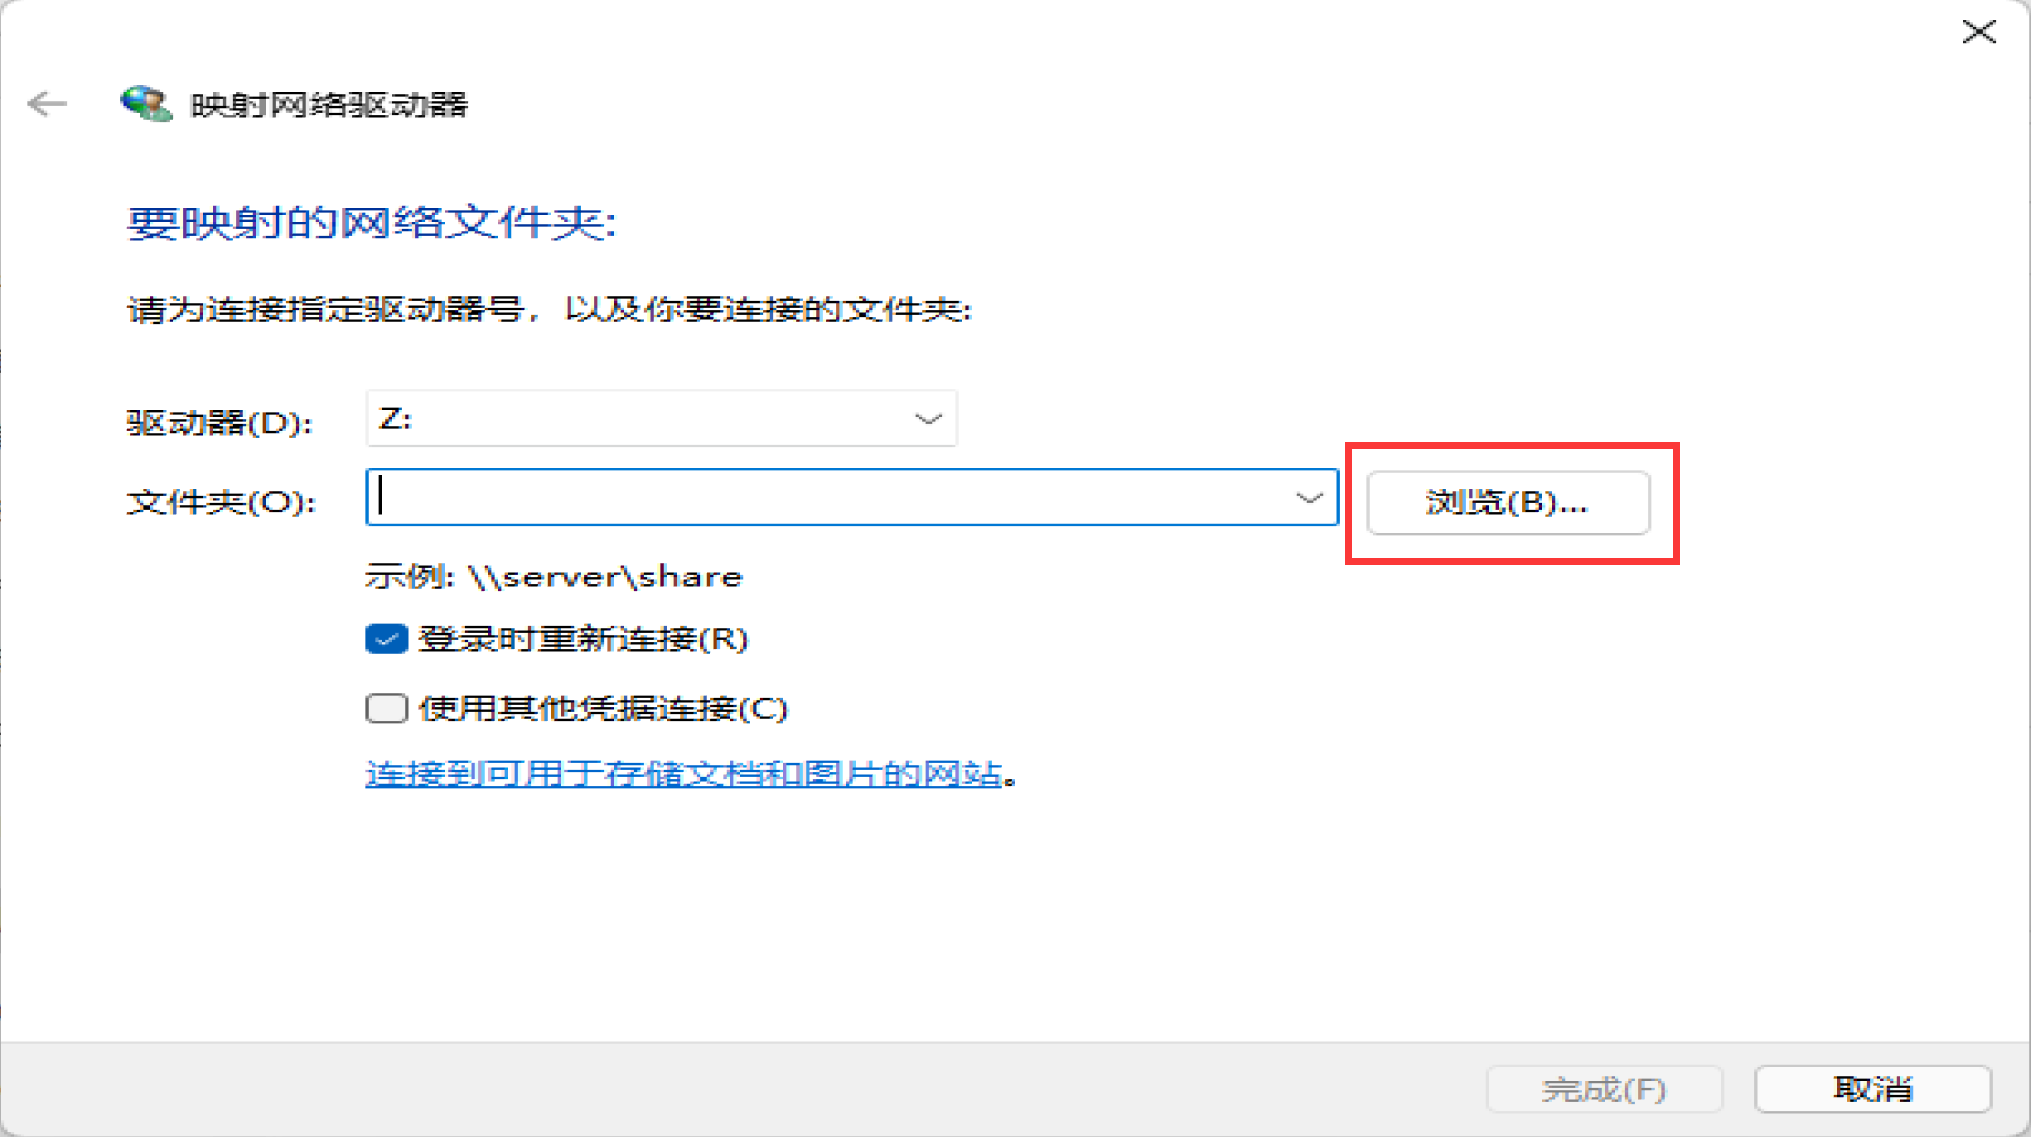 映射网络驱动器
要映射的网络文件夹:
请为连接指定驱动器号，以及你要连接的文件夹:
驱动器(D): Z:
文件夹(O): 浏览(B)...
示例: \\server\share
登录时重新连接(R)
使用其他凭据连接(C)
连接到可用于存储文档和图片的网站。
完成(F) 取消